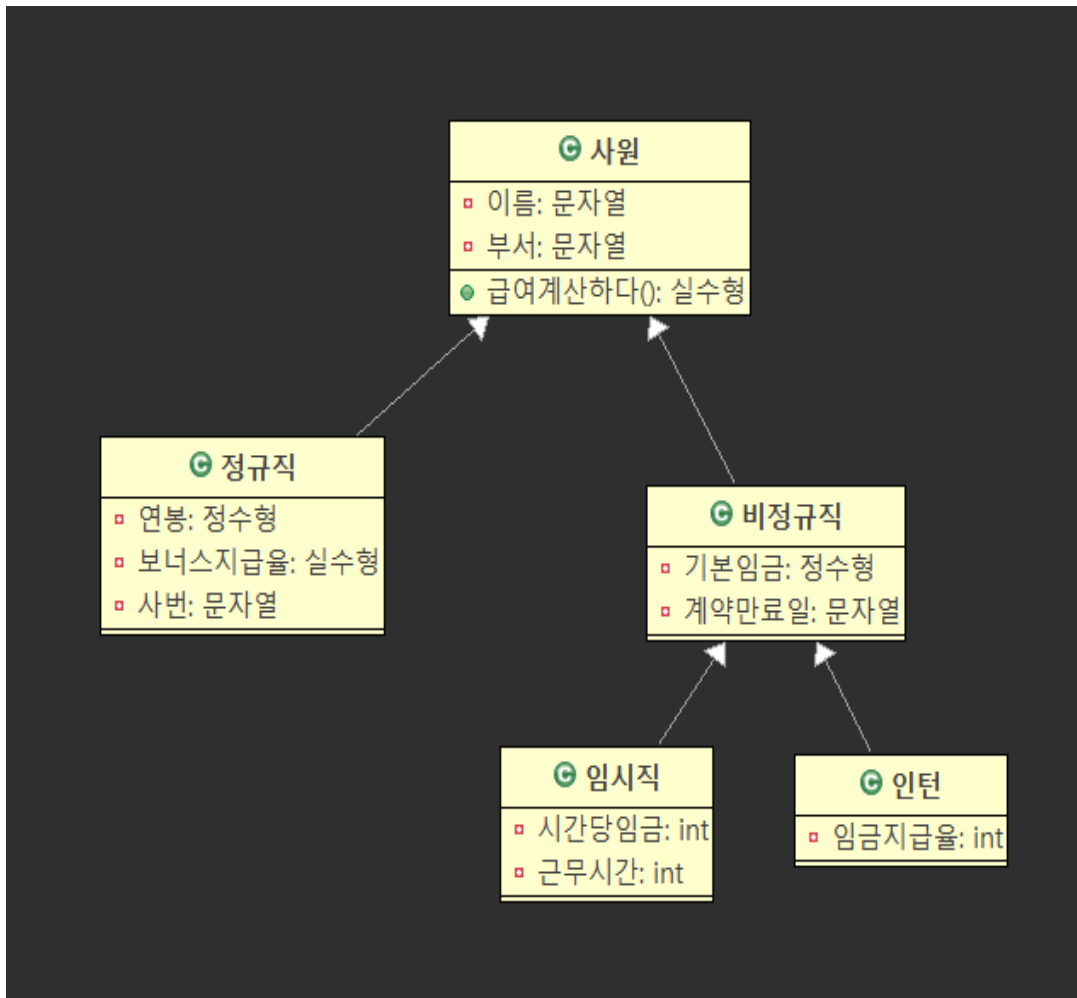 C 사원
이름: 문자열
부서: 문자열
급여계산하다(): 실수형
C 정규직
연봉: 정수형
보너스지급율: 실수형
사번: 문자열
C 비정규직
기본임금: 정수형
계약만료일: 문자열
C 임시직
시간당임금: int
근무시간: int
C 인턴
임금지급율: int